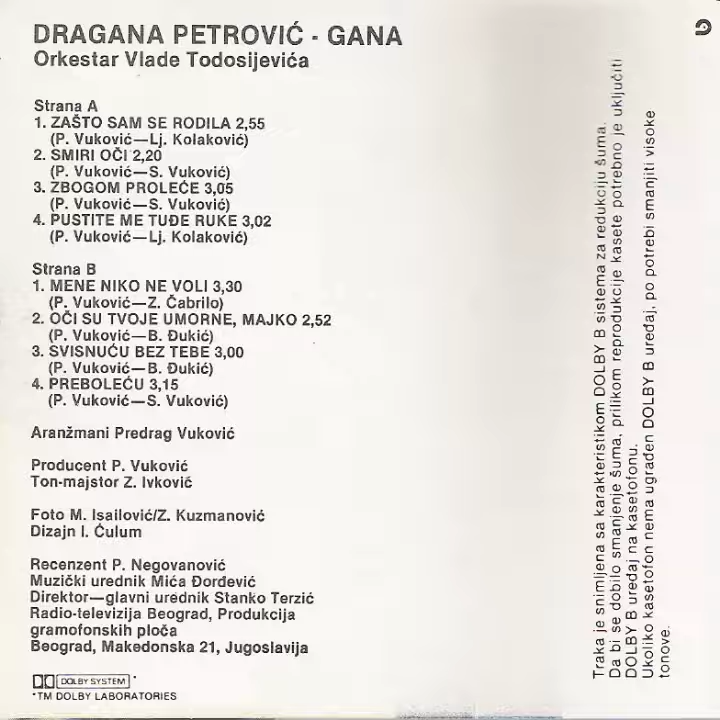 DRAGANA PETROVIĆ - GANA
Orkestar Vlade Todosijevića
Strana A
1. ZAŠTO SAM SE RODILA 2,55
(P. Vuković—Lj. Kolaković)
2. SMIRI OČI 2,20
(P. Vuković—S. Vuković)
3. ZBOGOM PROLEĆE 3,05
(P. Vuković—S. Vuković)
4. PUSTITE ME TUĐE RUKE 3,02
(P. Vuković—Lj. Kolaković)
Strana B
1. MENE NIKO NE VOLI 3,30
(P. Vuković—Z. Čabrilo)
2. OČI SU TVOJE UMORNE, MAJKO 2,52
(P. Vuković—B. Đukić)
3. SVISNUĆU BEZ TEBE 3,00
(P. Vuković—B. Đukić)
4. PREBOLEĆU 3,15
(P. Vuković—S. Vuković)
Aranžmani Predrag Vuković
Producent P. Vuković
Ton-majstor Z. Ivković
Foto M. Isailović/Z. Kuzmanović
Dizajn I. Ćulum
Recenzent P. Negovanović
Muzički urednik Mića Đorđević
Direktor—glavni urednik Stanko Terzić
Radio-televizija Beograd, Produkcija
gramofonskih ploča
Beograd, Makedonska 21, Jugoslavija
DOLBY SYSTEM *
*TM DOLBY LABORATORIES
Traka je snimljena sa karakteristikom DOLBY B sistema za redukciju šuma.
Da bi se dobilo smanjenje šuma, prilikom reprodukcije kasete potrebno je uključiti
DOLBY B uređaj na kasetofonu.
Ukoliko kasetofon nema ugrađen DOLBY B uređaj, po potrebi smanjiti visoke
tonove.